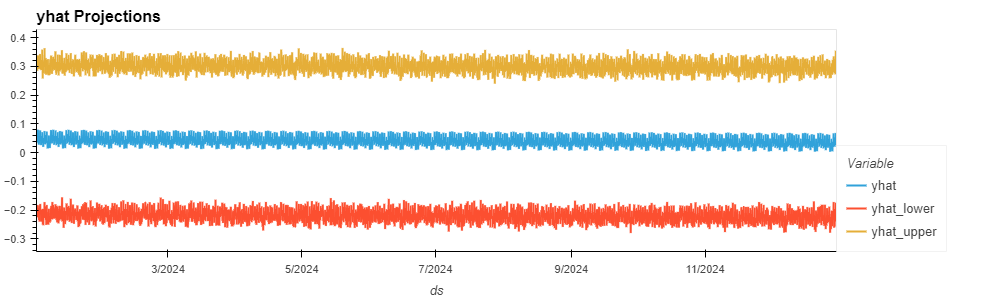 yhat Projections
0.4
0.3
0.2
0.1
0
−0.1
−0.2
−0.3
3/2024
5/2024
7/2024
9/2024
11/2024
ds
Variable
yhat
yhat_lower
yhat_upper